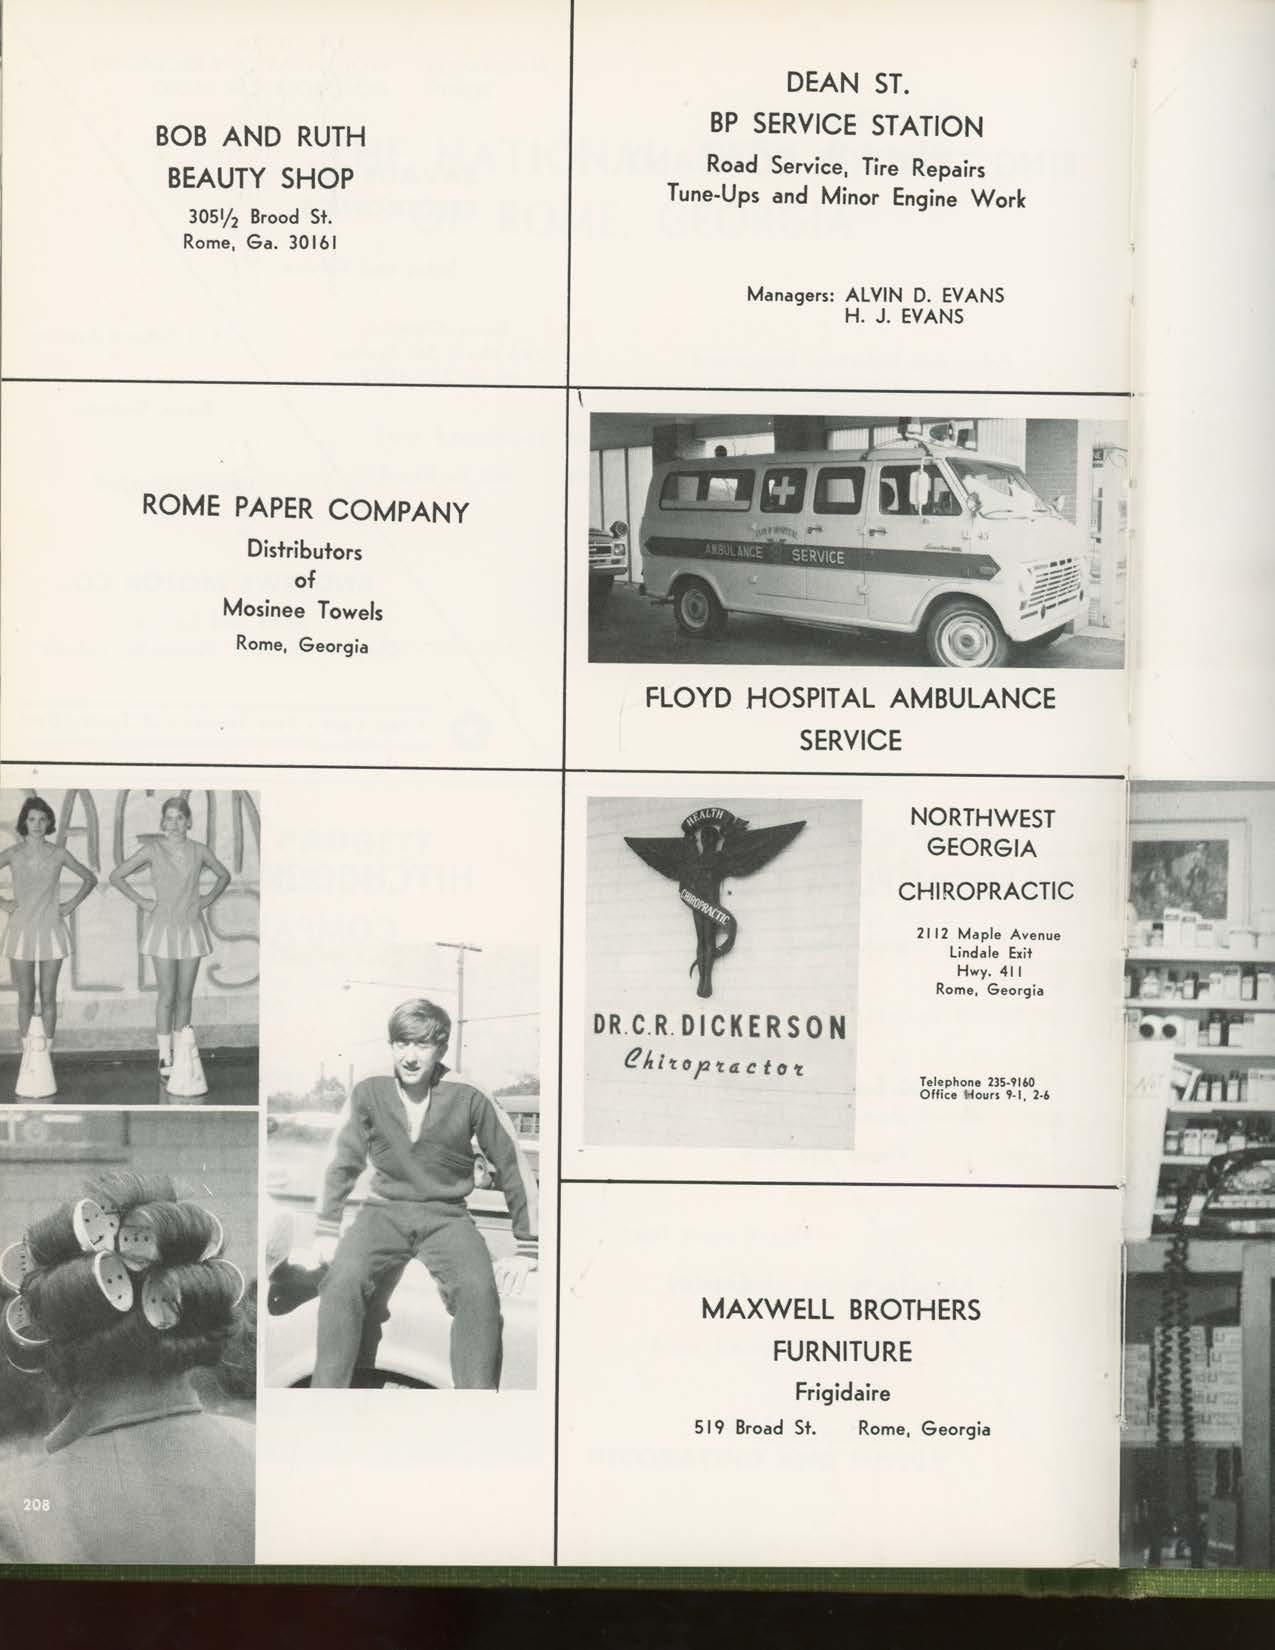 BOB AND RUTH
BEAUTY SHOP
305½ Brood St.
Rome, Ga. 30161
DEAN ST.
BP SERVICE STATION
Road Service, Tire Repairs
Tune-Ups and Minor Engine Work
Managers: ALVIN D. EVANS
H. J. EVANS
ROME PAPER COMPANY
Distributors
of
Mosinee Towels
Rome, Georgia
AMBULANCE SERVICE
FLOYD HOSPITAL AMBULANCE
SERVICE
HEALTH
CHIROPRACTIC
DR. C. R. DICKERSON
Chiropractor
NORTHWEST
GEORGIA
CHIROPRACTIC
2112 Maple Avenue
Lindale Exit
Hwy. 411
Rome, Georgia
Telephone 235-9160
Office Hours 9-1, 2-6
MAXWELL BROTHERS
FURNITURE
Frigidaire
519 Broad St. Rome, Georgia
208